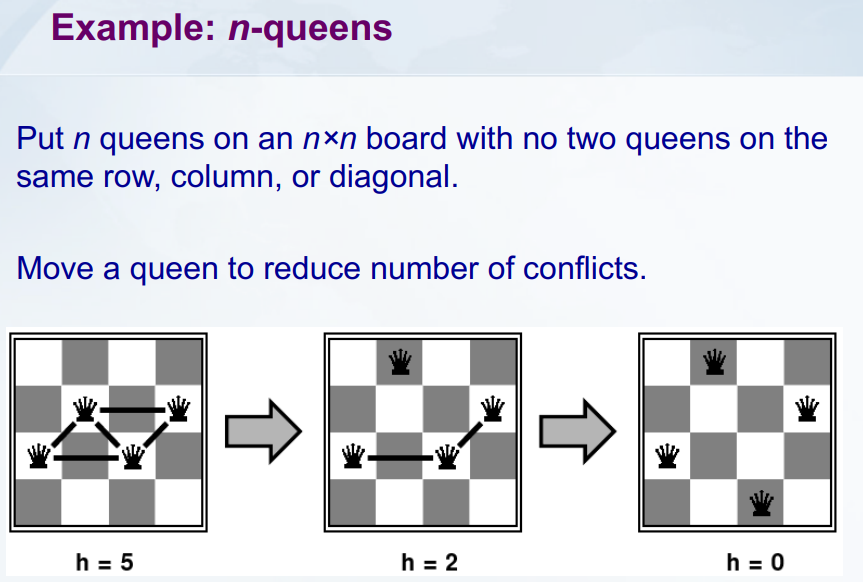 Example: n-queens
Put n queens on an n×n board with no two queens on the
same row, column, or diagonal.
Move a queen to reduce number of conflicts.
h = 5
h = 2
h = 0